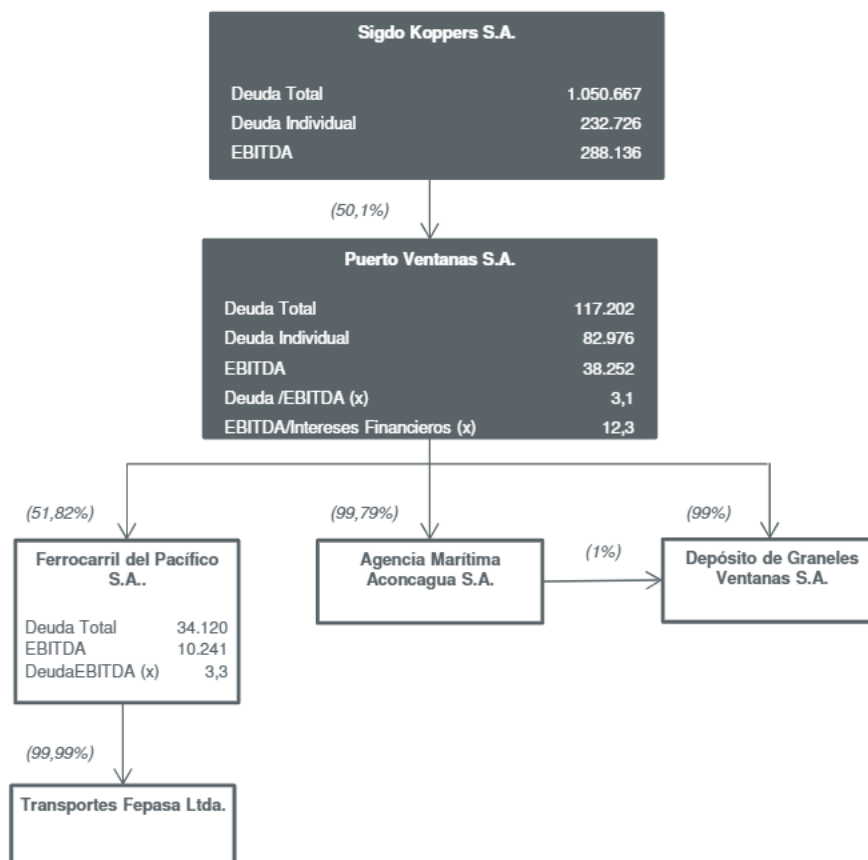 Sigdo Koppers S.A.
Deuda Total 1.050.667
Deuda Individual 232.726
EBITDA 288.136
(50,1%)
Puerto Ventanas S.A.
Deuda Total 117.202
Deuda Individual 82.976
EBITDA 38.252
Deuda /EBITDA (x) 3,1
EBITDA/Intereses Financieros (x) 12,3
(51,82%)
(99,79%)
(99%)
Ferrocarril del Pacífico
S.A..
Deuda Total 34.120
EBITDA 10.241
DeudaEBITDA (x) 3,3
Agencia Marítima
Aconcagua S.A.
(1%)
Depósito de Graneles
Ventanas S.A.
(99,99%)
Transportes Fepasa Ltda.